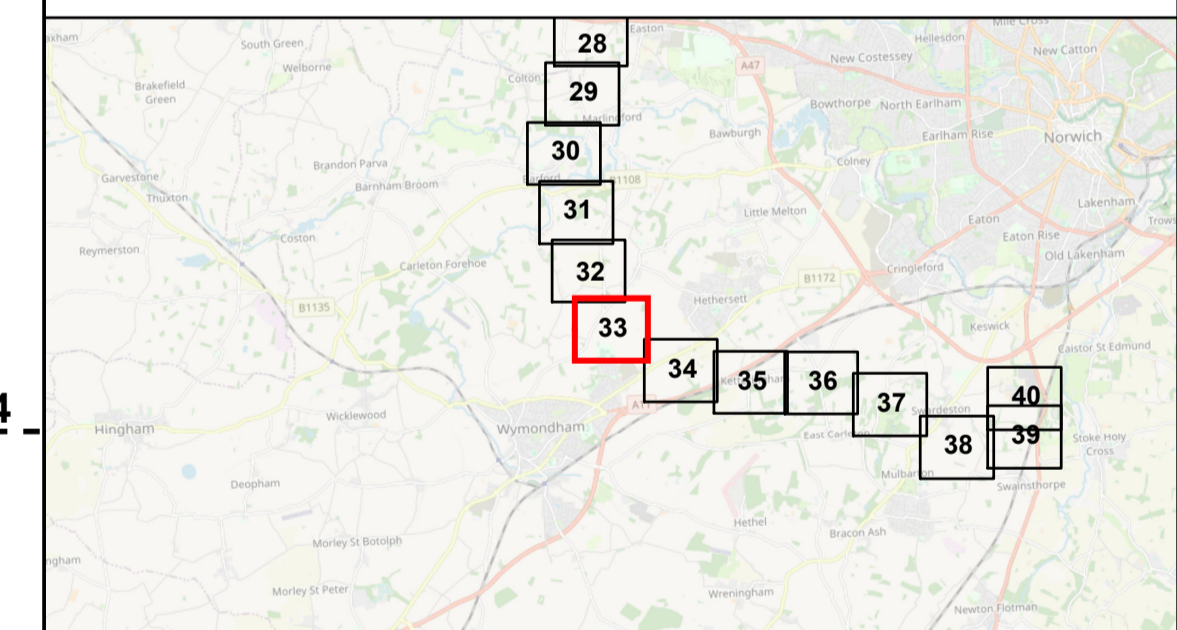 Mile Cross
axham
South Green
Easton
Hellesdon
New Catton
28
Welborne
Colton
A47
New Costessey
Brakefield
Green
29
Marlingford
Bowthorpe
North Earlham
Bawburgh
Earlham Rise
Norwich
30
Brandon Parva
Colney
Garvestone
Barford
B1108
Thuxton
Barnham Broom
31
Little Melton
Lakenham
Eaton
Trows
Coston
Eaton Rise
Reymerston
Old Lakenham
Carleton Forehoe
32
Cringleford
B1172
Hethersett
B1135
33
Keswick
Caistor St Edmund
34
35
36
40
37
A11
4
Wicklewood
Swardeston
Hingham
Wymondham
East Carleton
39
Stoke Holy
Cross
38
Mulbarton
Deopham
Swainsthorpe
Hethel
Bracon Ash
Morley St Botolph
ngham
Morley St Peter
Wreningham
Newton Flotman